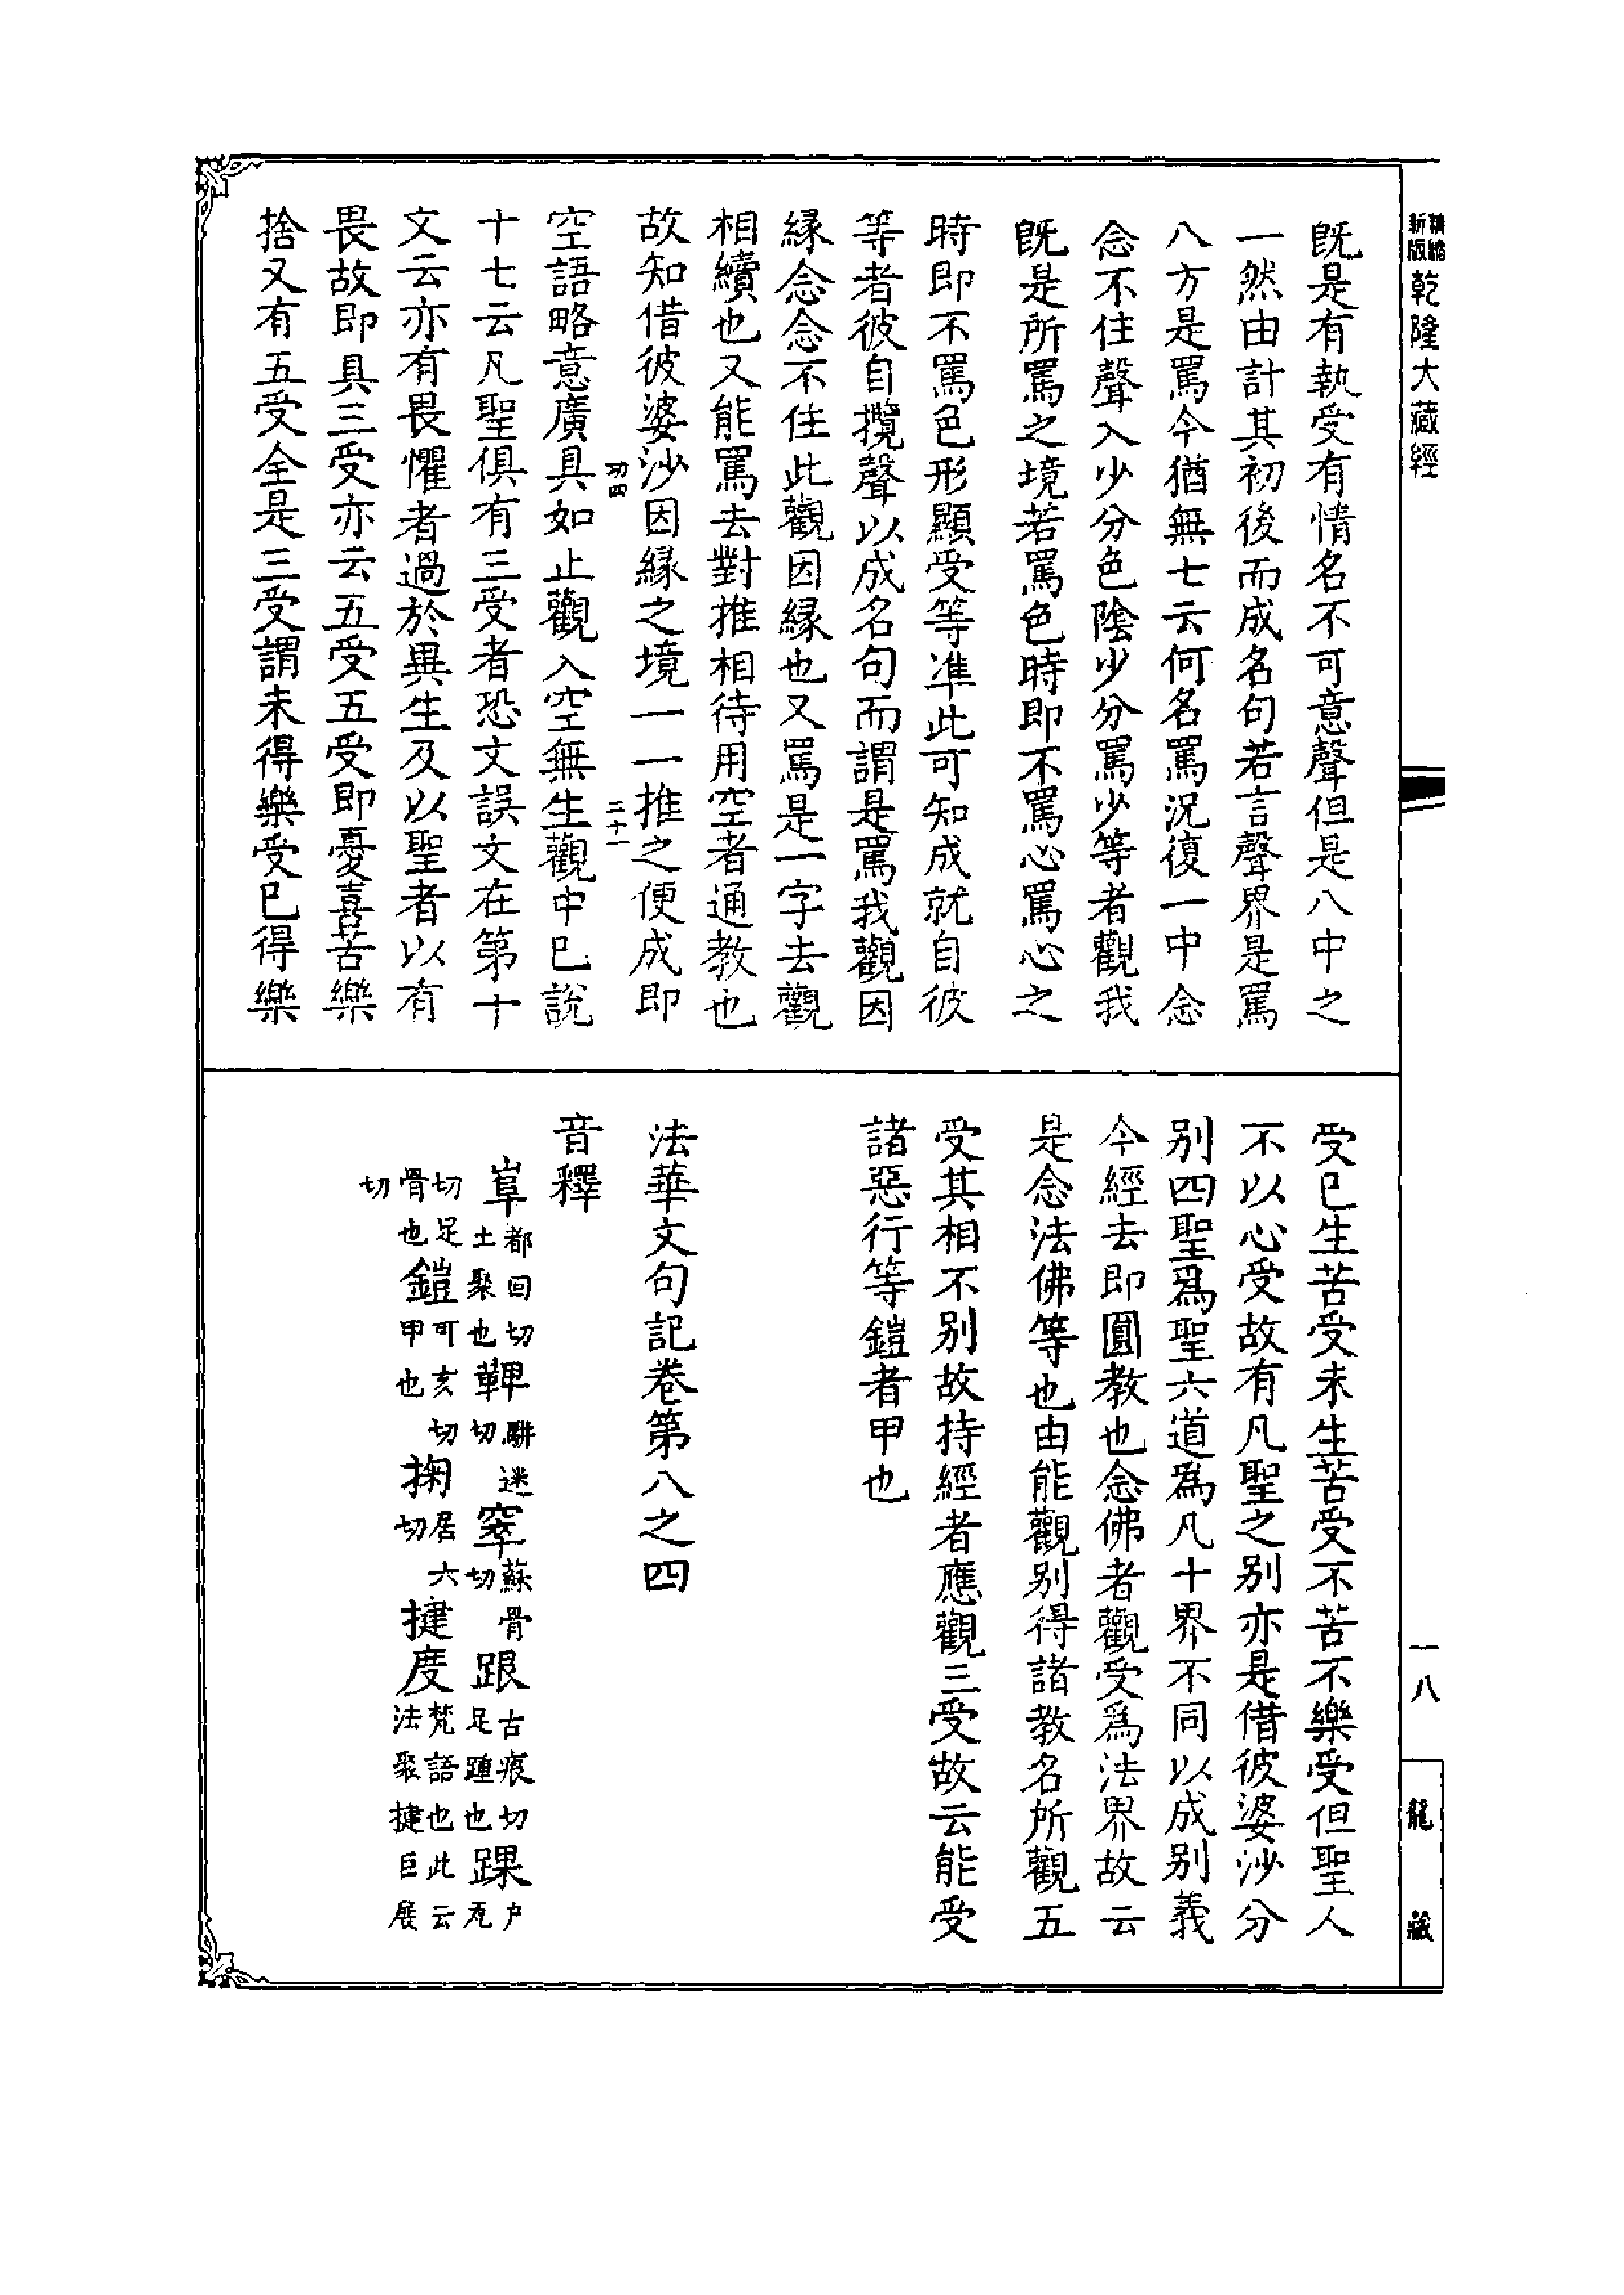 新版
精縮
乾隆大藏經
既是有執受有情名不可意聲但是八中之
一然由計其初後而成名句若言聲界是罵
八方是罵今猶無七云何名罵況復一中念
念不住聲入少分色陰少分罵少等者觀我
既是所罵之境若罵色時即不罵心罵心之
時即不罵色形顯受等準此可知成就自彼
等者彼自攬聲以成名句而謂是罵我觀因
緣念念不住此觀因緣也又罵是一字去觀
相續也又能罵去對推相待用空者通教也
故知借彼婆沙因緣之境一一推之便成即
功四
二十一
空語略意廣具如止觀入空無生觀中已說
十七云凡聖俱有三受者恐文誤文在第十
文云亦有畏懼者過於異生及以聖者以有
畏故即具三受亦云五受五受即憂喜苦樂
捨又有五受全是三受謂未得樂受已得樂
受已生苦受未生苦受不苦不樂受但聖人
不以心受故有凡聖之別亦是借彼婆沙分
別四聖爲聖六道爲凡十界不同以成別義
今經去即圓教也念佛者觀受爲法界故云
是念法佛等也由能觀別得諸教名所觀五
受其相不別故持經者應觀三受故云能受
諸惡行等鎧者甲也
法華文句記卷第八之四
音釋
𡸫都回切土聚也鞞駢迷切窣蘇骨切跟古痕切足踵也踝户瓦
切足骨也鎧可亥切甲也掬居六切揵度梵語也此云法聚揵巨展
切
一八
龍藏